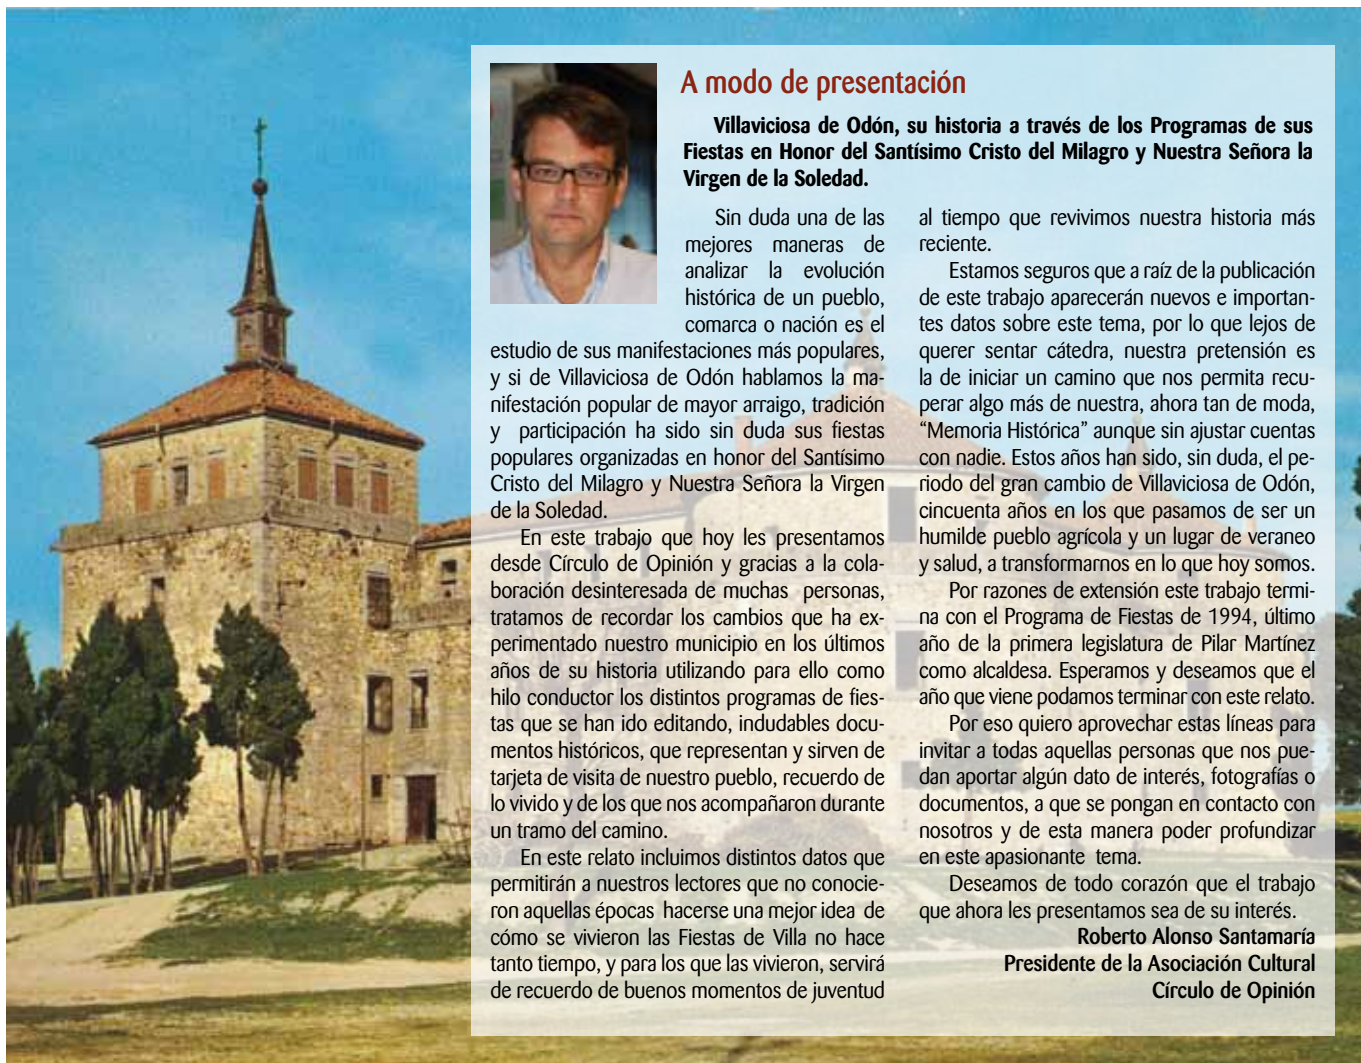 A modo de presentación
Villaviciosa de Odón, su historia a través de los Programas de sus
Fiestas en Honor del Santísimo Cristo del Milagro y Nuestra Señora la
Virgen de la Soledad.
Sin duda una de las
mejores maneras de
analizar la evolución
histórica de un pueblo,
comarca o nación es el
estudio de sus manifestaciones más populares,
y si de Villaviciosa de Odón hablamos la ma-
nifestación popular de mayor arraigo, tradición
y participación ha sido sin duda sus fiestas
populares organizadas en honor del Santísimo
Cristo del Milagro y Nuestra Señora la Virgen
de la Soledad.
En este trabajo que hoy les presentamos
desde Círculo de Opinión y gracias a la cola-
boración desinteresada de muchas personas,
tratamos de recordar los cambios que ha ex-
perimentado nuestro municipio en los últimos
años de su historia utilizando para ello como
hilo conductor los distintos programas de fies-
tas que se han ido editando, indudables docu-
mentos históricos, que representan y sirven de
tarjeta de visita de nuestro pueblo, recuerdo de
lo vivido y de los que nos acompañaron durante
un tramo del camino.
En este relato incluimos distintos datos que
permitirán a nuestros lectores que no conocie-
ron aquellas épocas hacerse una mejor idea de
cómo se vivieron las Fiestas de Villa no hace
tanto tiempo, y para los que las vivieron, servirá
de recuerdo de buenos momentos de juventud
al tiempo que revivimos nuestra historia más
reciente.
Estamos seguros que a raíz de la publicación
de este trabajo aparecerán nuevos e importan-
tes datos sobre este tema, por lo que lejos de
querer sentar cátedra, nuestra pretensión es
la de iniciar un camino que nos permita recu-
perar algo más de nuestra, ahora tan de moda,
“Memoria Histórica” aunque sin ajustar cuentas
con nadie. Estos años han sido, sin duda, el pe-
riodo del gran cambio de Villaviciosa de Odón,
cincuenta años en los que pasamos de ser un
humilde pueblo agrícola y un lugar de veraneo
y salud, a transformarnos en lo que hoy somos.
Por razones de extensión este trabajo termi-
na con el Programa de Fiestas de 1994, último
año de la primera legislatura de Pilar Martínez
como alcaldesa. Esperamos y deseamos que el
año que viene podamos terminar con este relato.
Por eso quiero aprovechar estas líneas para
invitar a todas aquellas personas que nos pue-
dan aportar algún dato de interés, fotografías o
documentos, a que se pongan en contacto con
nosotros y de esta manera poder profundizar
en este apasionante tema.
Deseamos de todo corazón que el trabajo
que ahora les presentamos sea de su interés.
Roberto Alonso Santamaría
Presidente de la Asociación Cultural
Círculo de Opinión